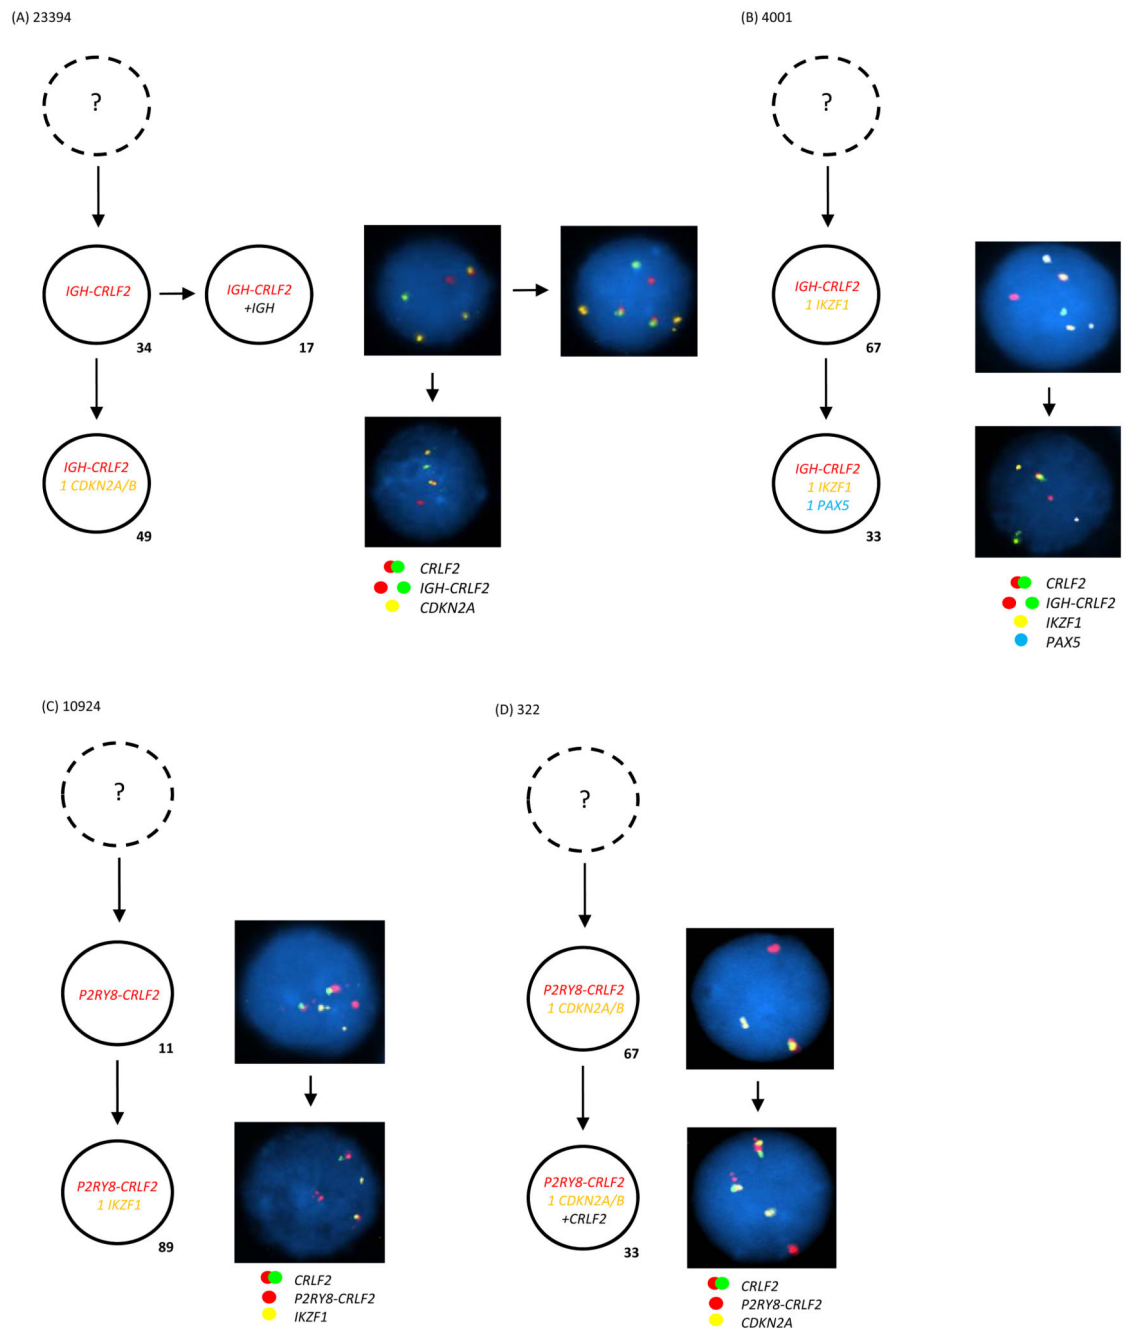 (A) 23394
(B) 4001
?
?
IGH-CRLF2
34
IGH-CRLF2
+IGH
17
IGH-CRLF2
1 IKZF1
67
IGH-CRLF2
1 CDKN2A/B
49
IGH-CRLF2
1 IKZF1
1 PAX5
33
CRLF2
IGH-CRLF2
CDKN2A
CRLF2
IGH-CRLF2
IKZF1
PAX5
(C) 10924
(D) 322
?
?
P2RY8-CRLF2
11
P2RY8-CRLF2
1 CDKN2A/B
67
P2RY8-CRLF2
1 IKZF1
89
P2RY8-CRLF2
1 CDKN2A/B
+CRLF2
33
CRLF2
P2RY8-CRLF2
IKZF1
CRLF2
P2RY8-CRLF2
CDKN2A